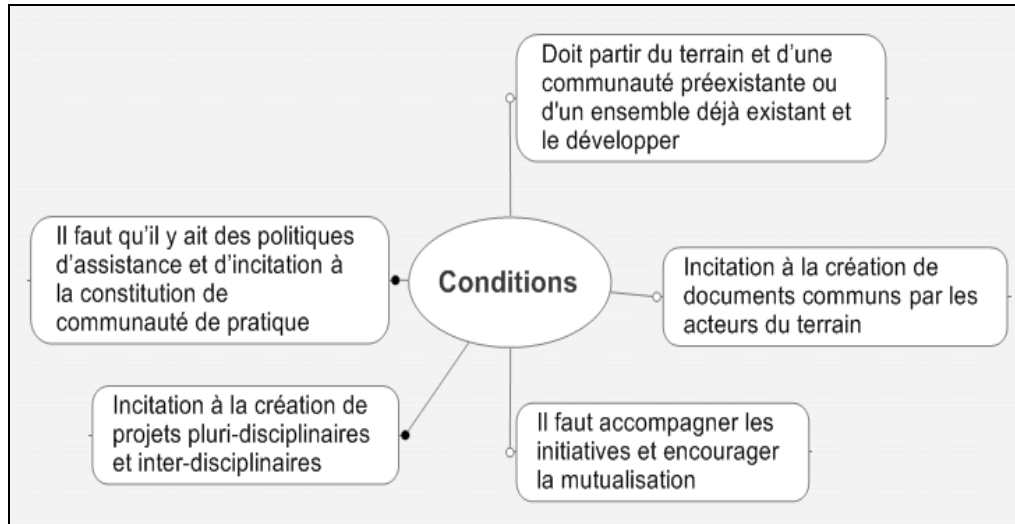 Doit partir du terrain et d’une
communauté préexistante ou
d'un ensemble déjà existant et
le développer
Il faut qu’il y ait des politiques
d’assistance et d’incitation à
la constitution de
communauté de pratique
Conditions
Incitation à la création de
documents communs par les
acteurs du terrain
Incitation à la création de
projets pluri-disciplinaires
et inter-disciplinaires
Il faut accompagner les
initiatives et encourager
la mutualisation